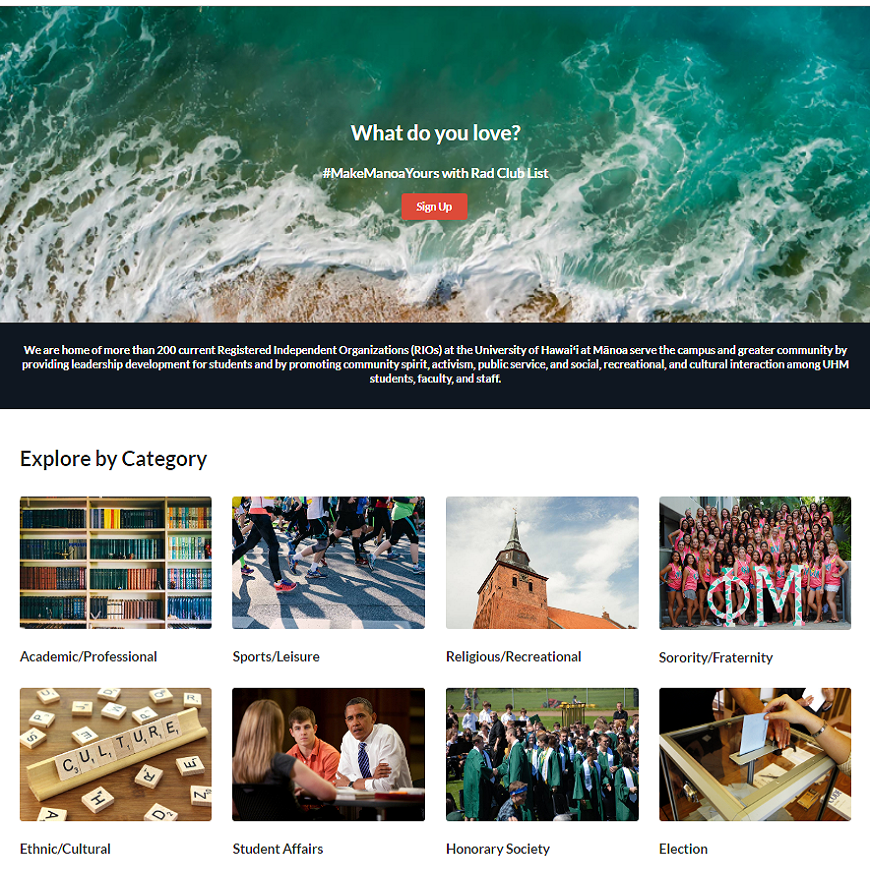 What do you love?
#MakeManoaYours with Rad Club List
Sign Up
We are home of more than 200 current Registered Independent Organizations (RIOs) at the University of Hawaiʻi at Mānoa serve the campus and greater community by
providing leadership development for students and by promoting community spirit, activism, public service, and social, recreational, and cultural interaction among UHM
students, faculty, and staff.
Explore by Category
ΦM
Academic/Professional
Sports/Leisure
Religious/Recreational
Sorority/Fraternity
CULTURE
Ethnic/Cultural
Student Affairs
Honorary Society
Election